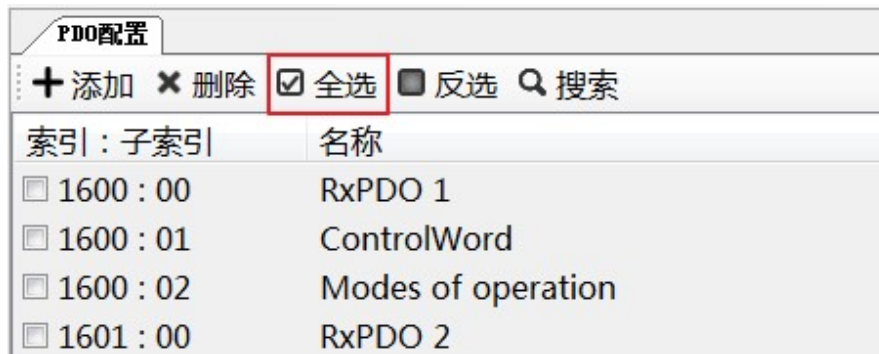 PDO配置
添加 删除 全选 反选 搜索
索引：子索引 名称
1600 : 00 RxPDO 1
1600 : 01 ControlWord
1600 : 02 Modes of operation
1601 : 00 RxPDO 2